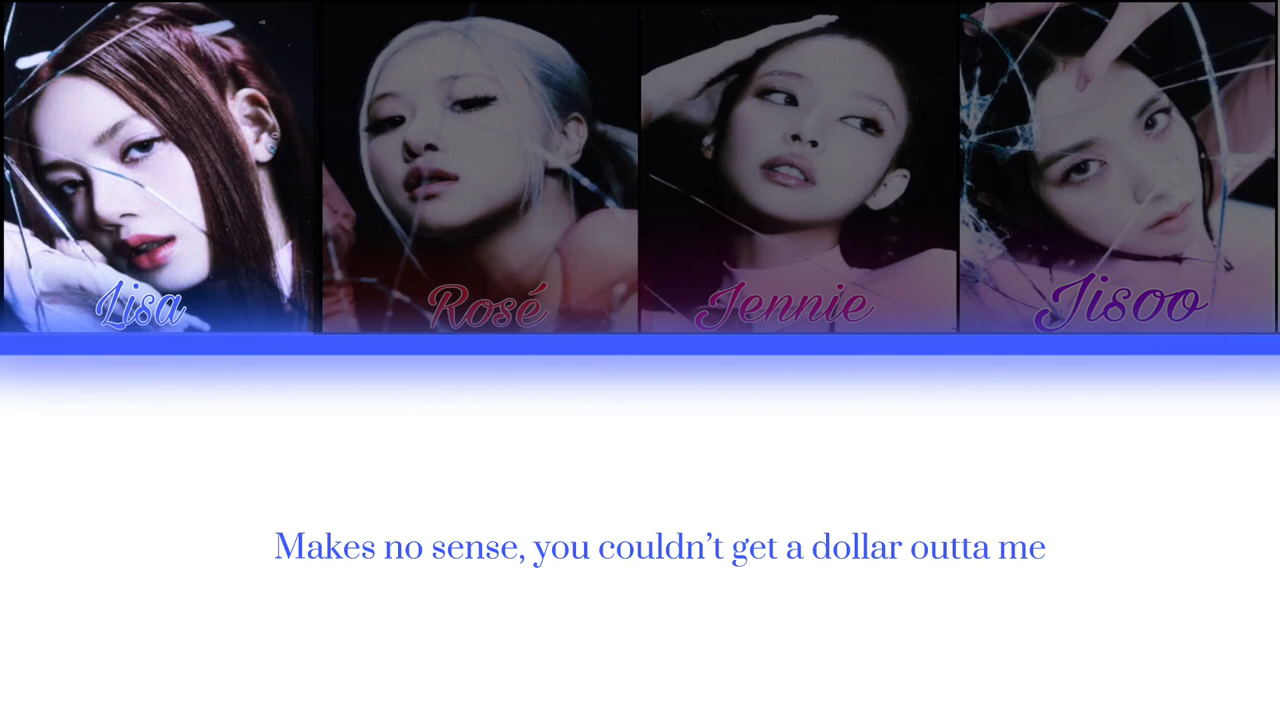 Lisa
Rosé
Jennie
Jisoo
Makes no sense, you couldn’t get a dollar outta me